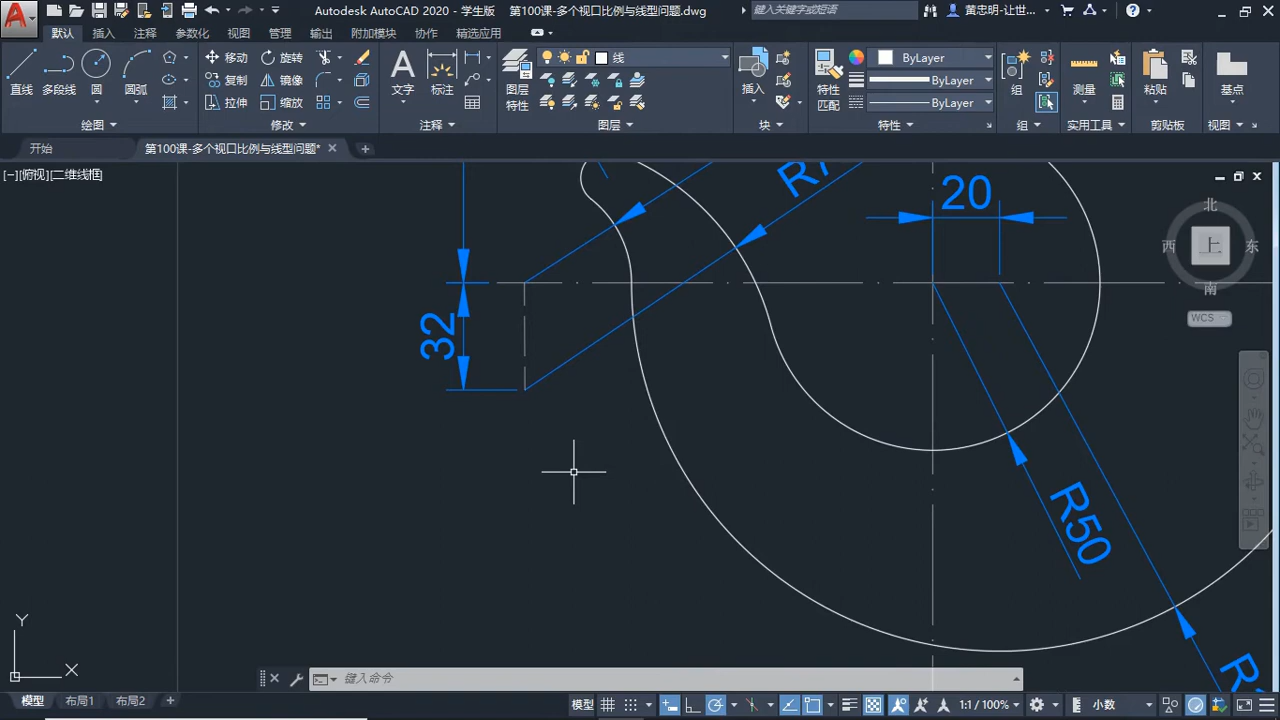 Autodesk AutoCAD 2020 - 学生版 第100课-多个视口比例与线型问题.dwg 键入关键字或短语 黄忠明-让世...
默认 插入 注释 参数化 视图 管理 输出 附加模块 协作 精选应用
直线 多段线 圆 圆弧
移动 旋转
复制 镜像
拉伸 缩放
文字 标注
图层
特性
线
插入
特性
匹配
ByLayer
ByLayer
ByLayer
组
测量
粘贴
基点
绘图 修改 注释 图层 块 特性 组 实用工具 剪贴板 视图
开始 第100课-多个视口比例与线型问题*
[−][俯视][二维线框]
20
32
R50
北
西 上 东
南
WCS
Y
X
键入命令
模型 布局1 布局2 模型 1:1 / 100% 小数